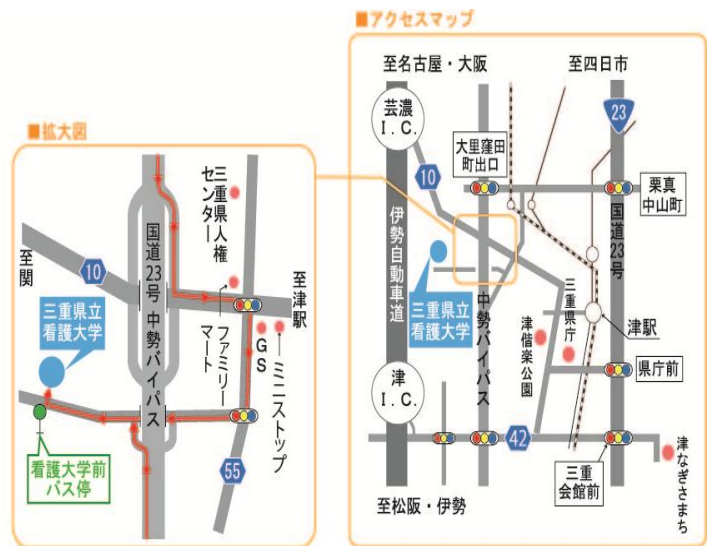 ■拡大図
三重県人権
センター
国道23号 中勢バイパス
至関
10
至津駅
三重県立
看護大学
ファミリー
マート
GS
ミニストップ
看護大学前
バス停
55
■アクセスマップ
至名古屋・大阪
至四日市
芸濃
I.C.
23
大里窪田
町出口
10
栗真
中山町
伊勢自動車道
国道23号
三重県立
看護大学
中勢バイパス
三重県庁
津偕楽公園
津駅
県庁前
津
I.C.
42
三重
会館前
津なぎさまち
至松阪・伊勢